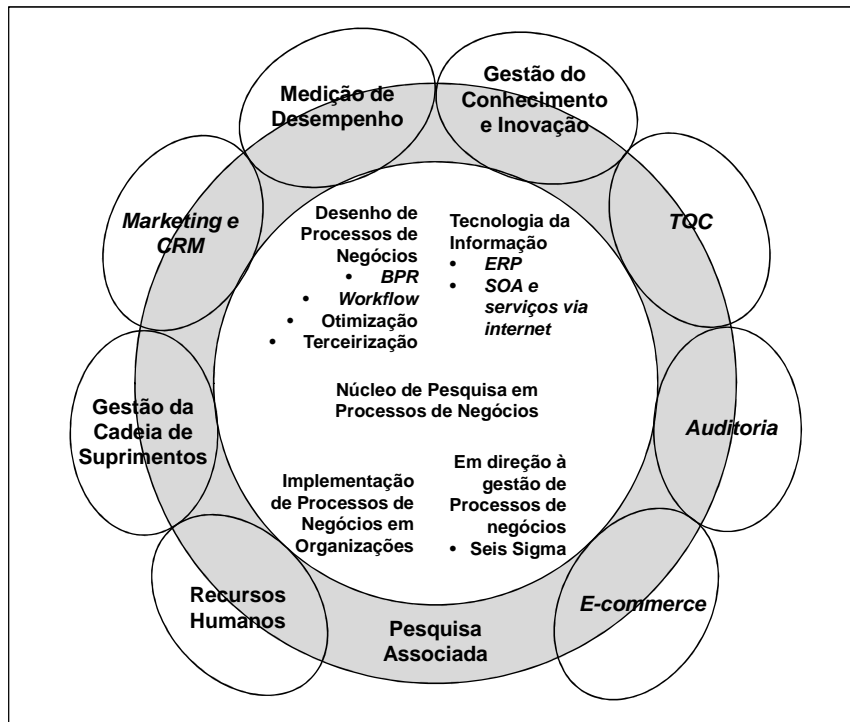 Medição de
Desempenho
Gestão do
Conhecimento
e Inovação
Marketing e
CRM
TQC
Desenho de
Processos de
Negócios
• BPR
• Workflow
• Otimização
• Terceirização
Tecnologia da
Informação
• ERP
• SOA e
serviços via
internet
Núcleo de Pesquisa em
Processos de Negócios
Gestão da
Cadeia de
Suprimentos
Auditoria
Implementação
de Processos de
Negócios em
Organizações
Em direção à
gestão de
Processos de
negócios
• Seis Sigma
Recursos
Humanos
E-commerce
Pesquisa
Associada